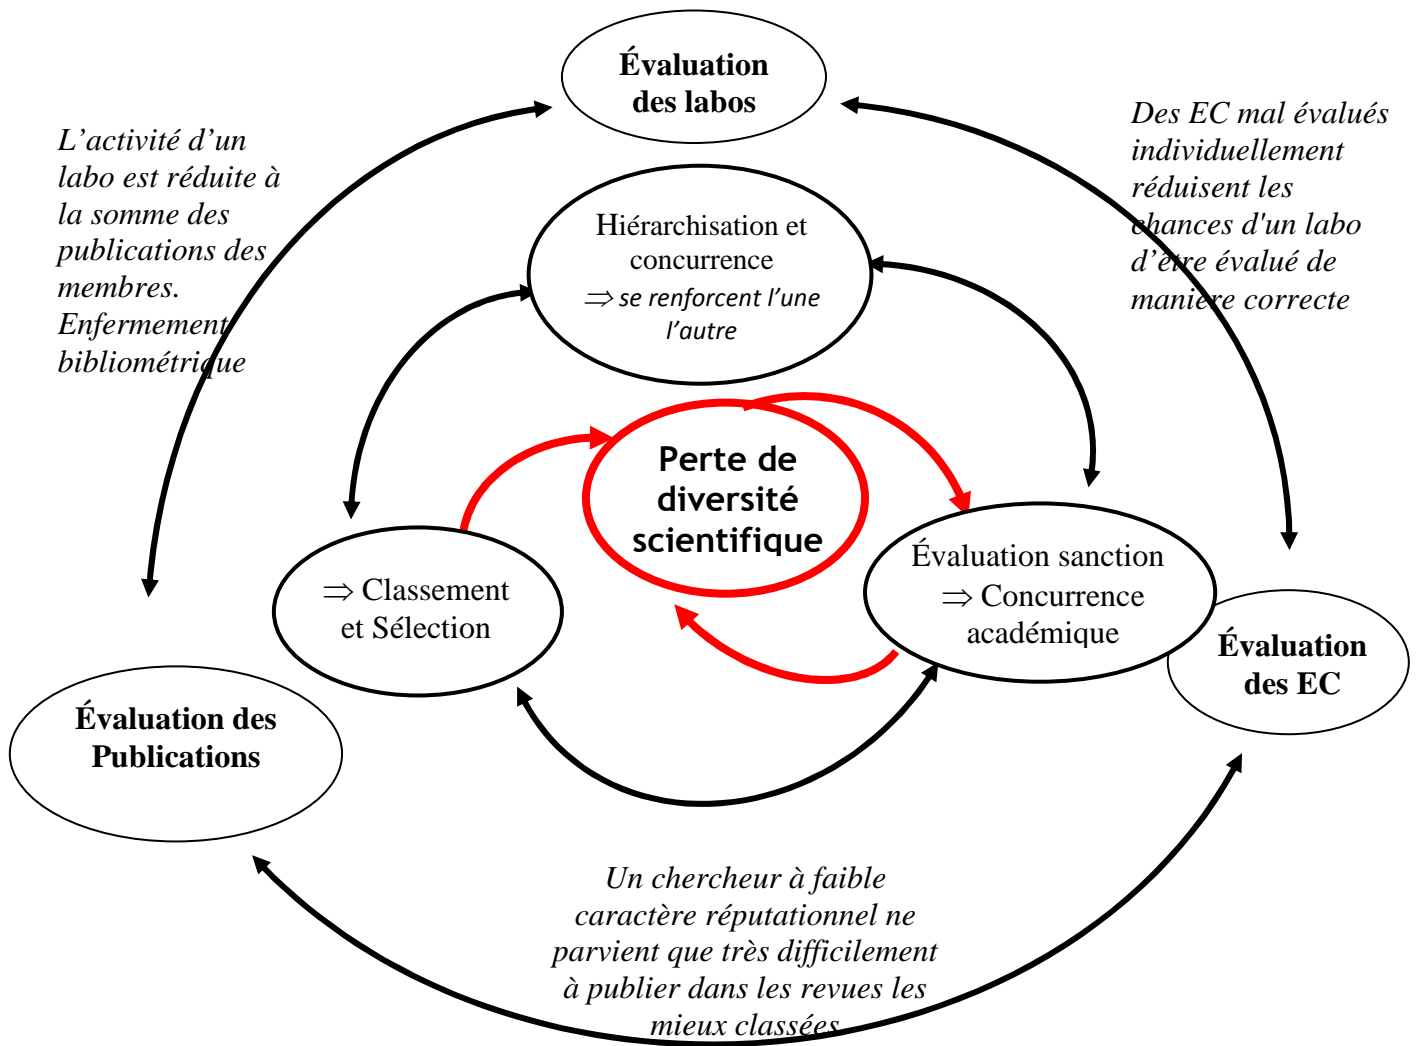 Évaluation
des labos
L’activité d’un
labo est réduite à
la somme des
publications des
membres.
Enfermement
bibliométrique
Des EC mal évalués
individuellement
réduisent les
chances d'un labo
d’être évalué de
manière correcte
Hiérarchisation et
concurrence
⇒ se renforcent l’une
l’autre
Perte de
diversité
scientifique
⇒ Classement
et Sélection
Évaluation sanction
⇒ Concurrence
académique
Évaluation
des EC
Évaluation des
Publications
Un chercheur à faible
caractère réputationnel ne
parvient que très difficilement
à publier dans les revues les
mieux classées